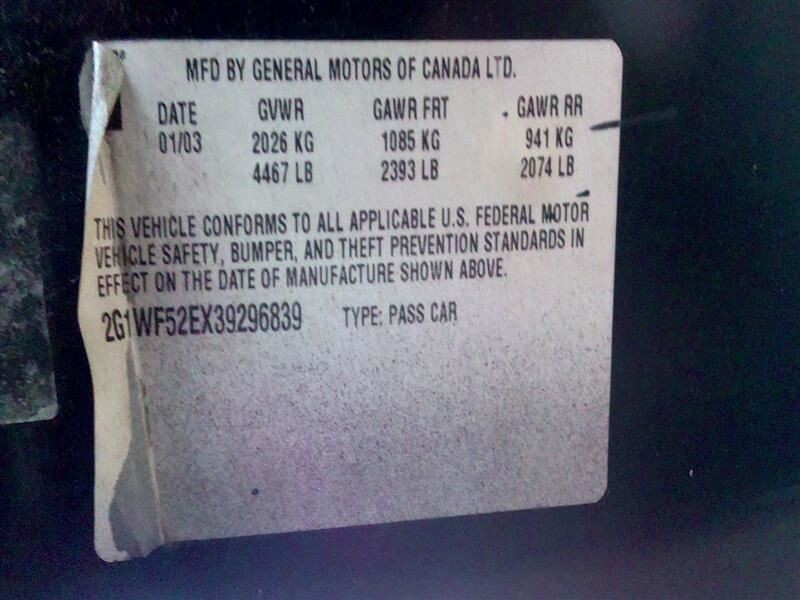 MFD BY GENERAL MOTORS OF CANADA LTD.
DATE GVWR GAWR FRT GAWR RR
01/03 2026 KG 1085 KG 941 KG
4467 LB 2393 LB 2074 LB
THIS VEHICLE CONFORMS TO ALL APPLICABLE U.S. FEDERAL MOTOR
VEHICLE SAFETY, BUMPER, AND THEFT PREVENTION STANDARDS IN
EFFECT ON THE DATE OF MANUFACTURE SHOWN ABOVE.
2G1WF52EX39296839 TYPE: PASS CAR